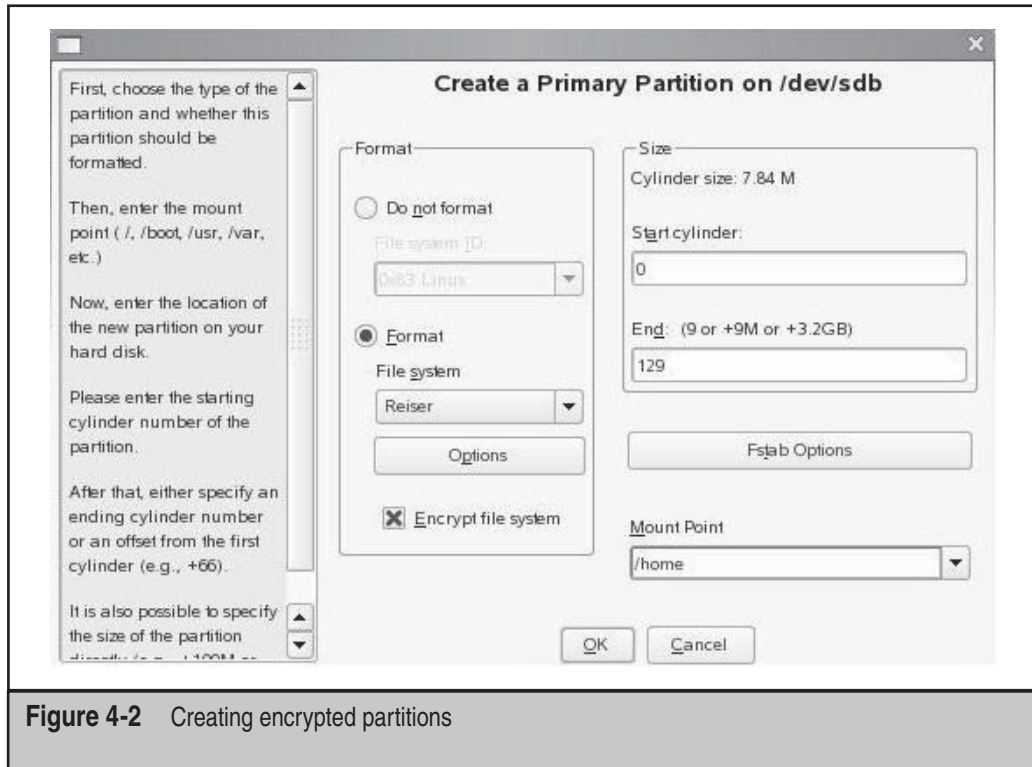 First, choose the type of the
partition and whether this
partition should be
formatted.
Then, enter the mount
point ( /, /boot, /usr, /var,
etc.)
Now, enter the location of
the new partition on your
hard disk.
Please enter the starting
cylinder number of the
partition.
After that, either specify an
ending cylinder number
or an offset from the first
cylinder (e.g., +66).
It is also possible to specify
the size of the partition
Create a Primary Partition on /dev/sdb
Format
Do not format
File system ID:
0x83 Linux
Format
File system
Reiser
Options
Encrypt file system
Size
Cylinder size: 7.84 M
Start cylinder:
0
End: (9 or +9M or +3.2GB)
129
Fstab Options
Mount Point
/home
OK
Cancel
Figure 4-2 Creating encrypted partitions